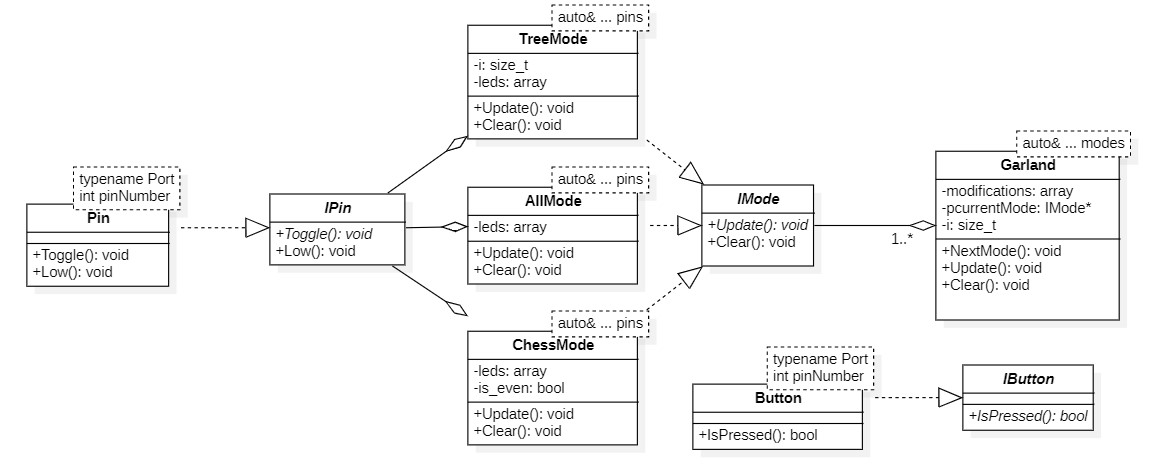 auto& ... pins
TreeMode
-i: size_t
-leds: array
+Update(): void
+Clear(): void
typename Port
int pinNumber
Pin
+Toggle(): void
+Low(): void
IPin
+Toggle(): void
+Low(): void
auto& ... pins
AllMode
-leds: array
+Update(): void
+Clear(): void
IMode
+Update(): void
+Clear(): void
1..*
auto& ... modes
Garland
-modifications: array
-pcurrentMode: IMode*
-i: size_t
+NextMode(): void
+Update(): void
+Clear(): void
auto& ... pins
ChessMode
-leds: array
-is_even: bool
+Update(): void
+Clear(): void
typename Port
int pinNumber
Button
+IsPressed(): bool
IButton
+IsPressed(): bool